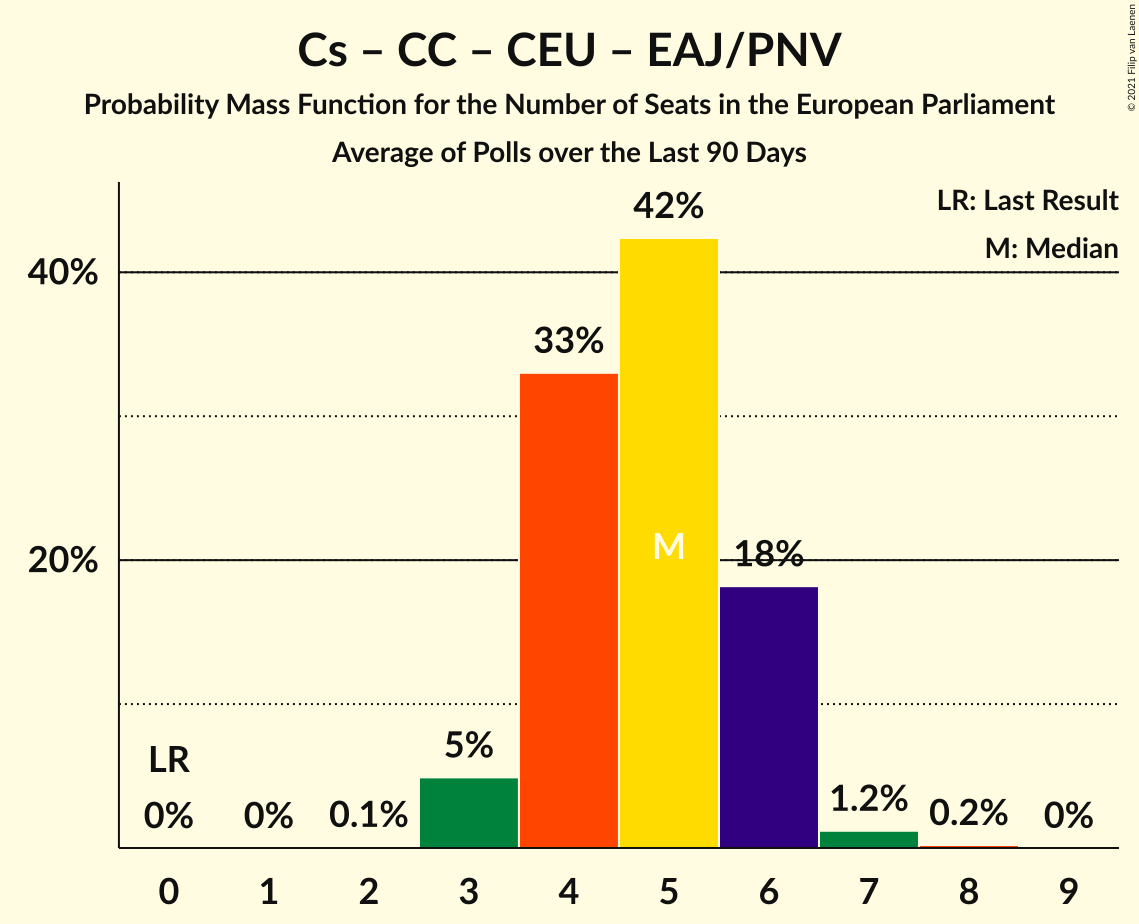 Cs – CC – CEU – EAJ/PNV
Probability Mass Function for the Number of Seats in the European Parliament
Average of Polls over the Last 90 Days
© 2021 Filip van Laenen
LR: Last Result
M: Median
42%
40%
33%
M
18%
20%
5%
LR
0%
0%
0.1%
1.2%
0.2%
0%
0 1 2 3 4 5 6 7 8 9